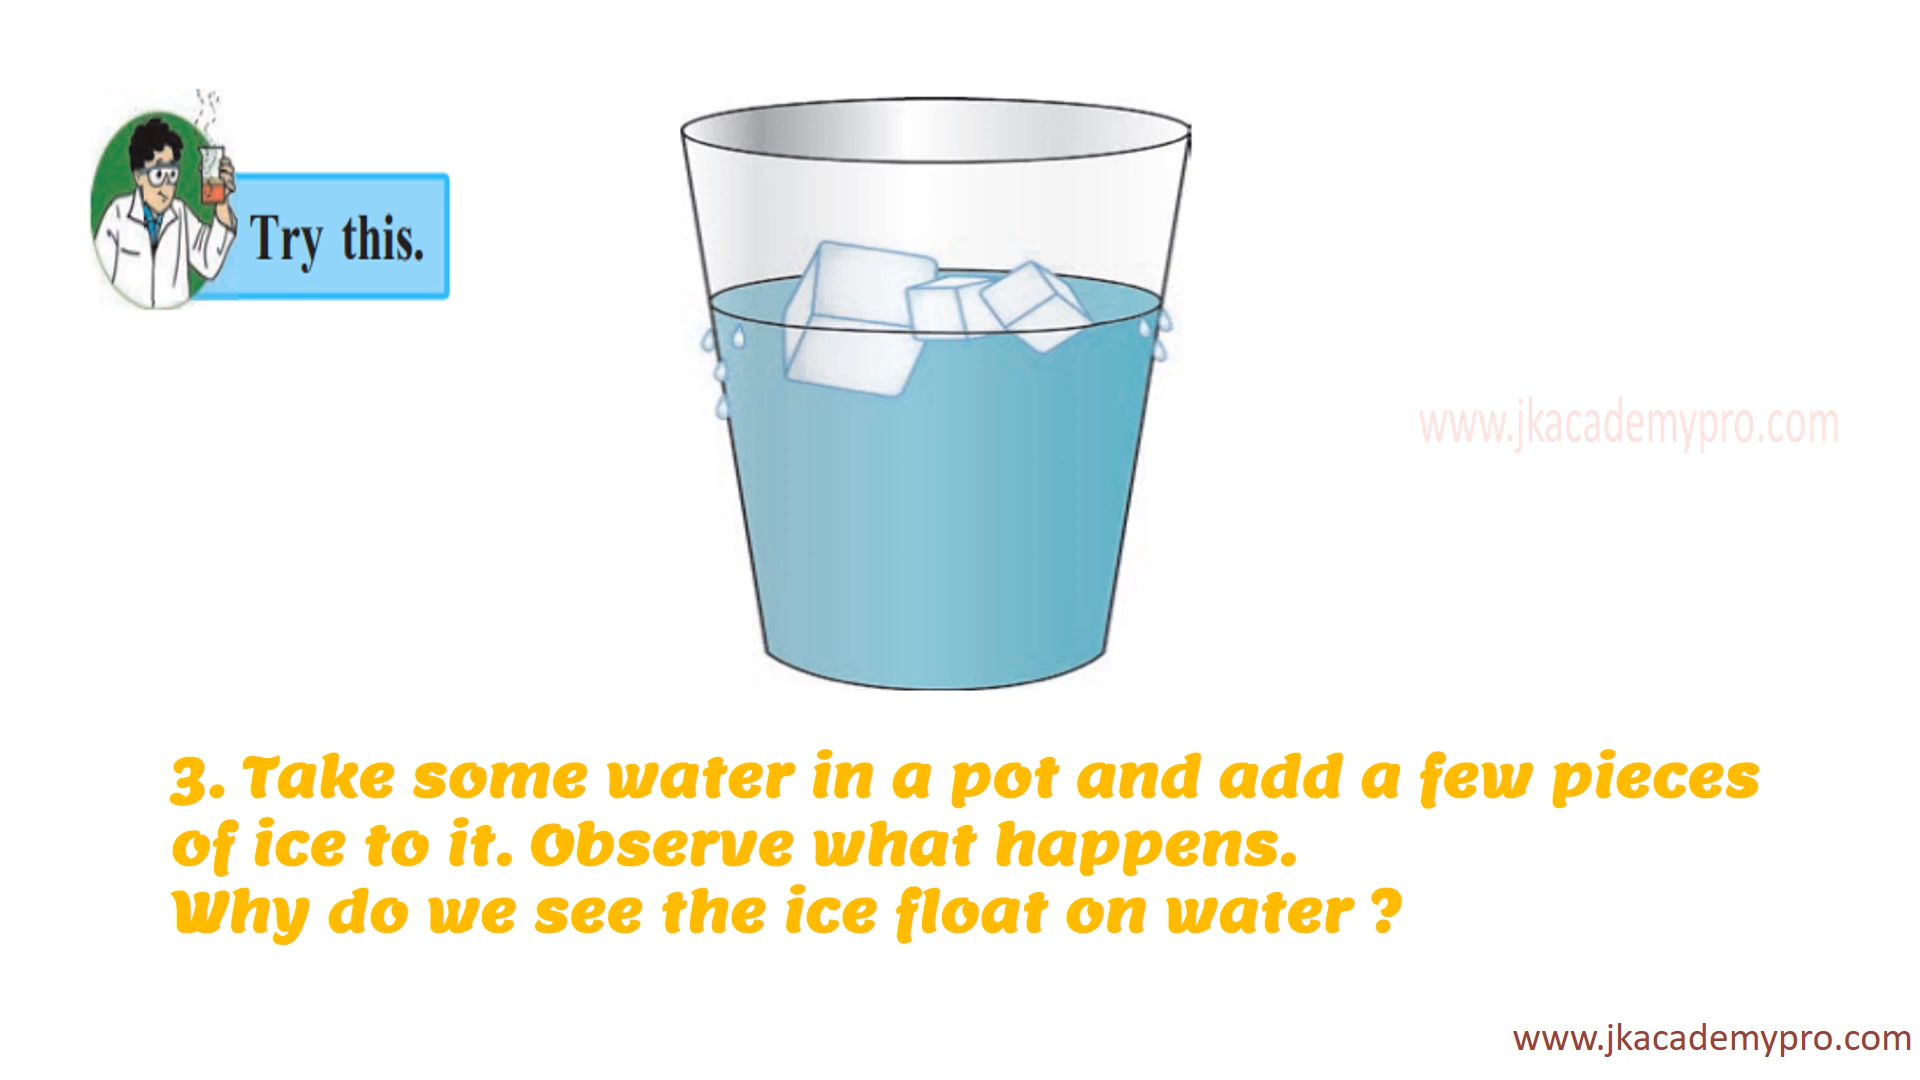 Try this.
www.jkacademypro.com
3. Take some water in a pot and add a few pieces
of ice to it. Observe what happens.
Why do we see the ice float on water ?
www.jkacademypro.com